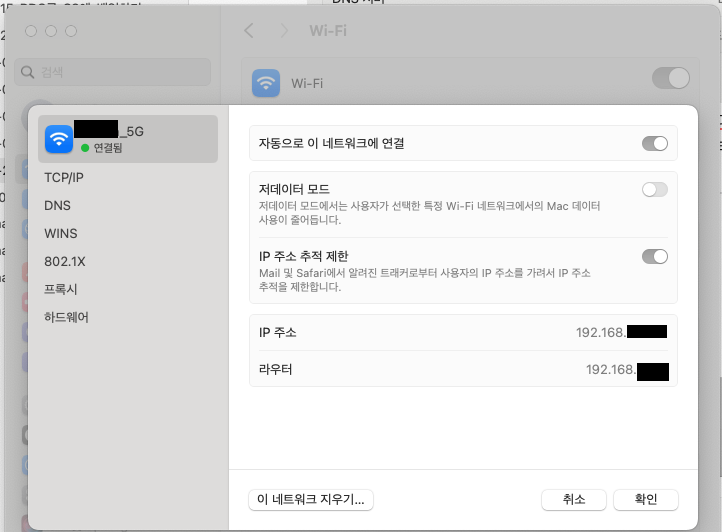 Wi-Fi
검색
Wi-Fi
_5G
연결됨
TCP/IP
DNS
WINS
802.1X
프록시
하드웨어
자동으로 이 네트워크에 연결
저데이터 모드
저데이터 모드에서는 사용자가 선택한 특정 Wi-Fi 네트워크에서의 Mac 데이터
사용이 줄어듭니다.
IP 주소 추적 제한
Mail 및 Safari에서 알려진 트래커로부터 사용자의 IP 주소를 가려서 IP 주소
추적을 제한합니다.
IP 주소 192.168.
라우터 192.168.
이 네트워크 지우기...
취소
확인